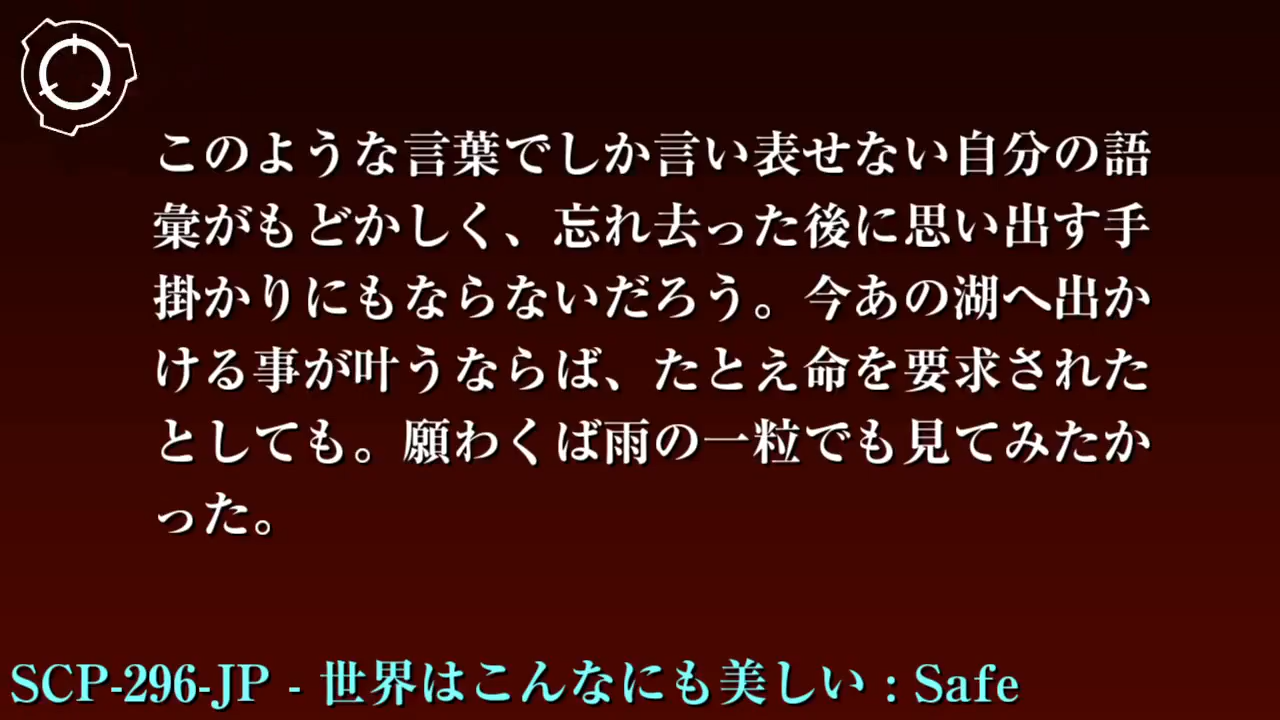 このような言葉でしか言い表せない自分の語
彙がもどかしく、忘れ去った後に思い出す手
掛かりにもならないだろう。今あの湖へ出か
ける事が叶うならば、たとえ命を要求された
としても。願わくば雨の一粒でも見てみたか
った。
SCP-296-JP - 世界はこんなにも美しい : Safe